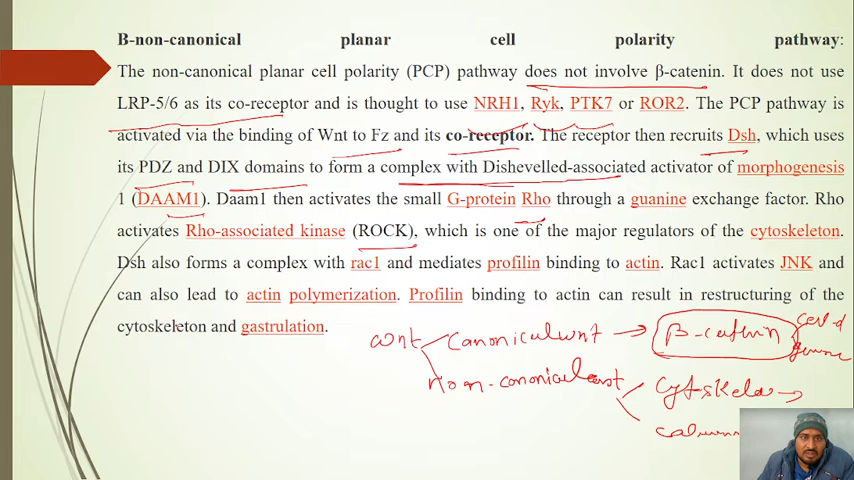 B-non-canonical planar cell polarity pathway:
The non-canonical planar cell polarity (PCP) pathway does not involve β-catenin. It does not use
LRP-5/6 as its co-receptor and is thought to use NRH1, Ryk, PTK7 or ROR2. The PCP pathway is
activated via the binding of Wnt to Fz and its co-receptor. The receptor then recruits Dsh, which uses
its PDZ and DIX domains to form a complex with Dishevelled-associated activator of morphogenesis
1 (DAAM1). Daam1 then activates the small G-protein Rho through a guanine exchange factor. Rho
activates Rho-associated kinase (ROCK), which is one of the major regulators of the cytoskeleton.
Dsh also forms a complex with rac1 and mediates profilin binding to actin. Rac1 activates JNK and
can also lead to actin polymerization. Profilin binding to actin can result in restructuring of the
cytoskeleton and gastrulation.
wnt canonical wnt
non-canonical